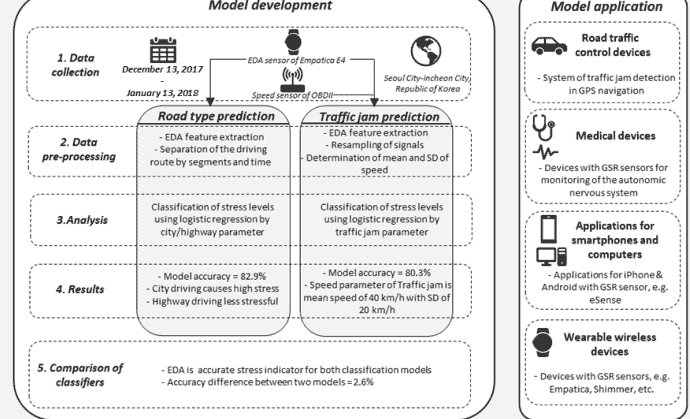 Model development
1. Data
collection
December 13, 2017
-
January 13, 2018
EDA sensor of Empatica E4
Speed sensor of OBDII
Seoul City-Incheon City,
Republic of Korea
Road type prediction
Traffic jam prediction
2. Data
pre-processing
- EDA feature extraction
- Separation of the driving
route by segments and time
- EDA feature extraction
- Resampling of signals
- Determination of mean and SD of
speed
3.Analysis
Classification of stress levels
using logistic regression by
city/highway parameter
Classification of stress levels
using logistic regression by
traffic jam parameter
4. Results
- Model accuracy = 82.9%
- City driving causes high stress
- Highway driving less stressful
- Model accuracy = 80.3%
- Speed parameter of Traffic jam is
mean speed of 40 km/h with SD of
20 km/h
5. Comparison of
classifiers
- EDA is accurate stress indicator for both classification models
- Accuracy difference between two models = 2.6%
Model application
Road traffic
control devices
- System of traffic jam detection
in GPS navigation
Medical devices
- Devices with GSR sensors for
monitoring of the autonomic
nervous system
Applications for
smartphones and
computers
- Applications for iPhone &
Android with GSR sensor, e.g.
eSense
Wearable wireless
devices
- Devices with GSR sensors, e.g.
Empatica, Shimmer, etc.